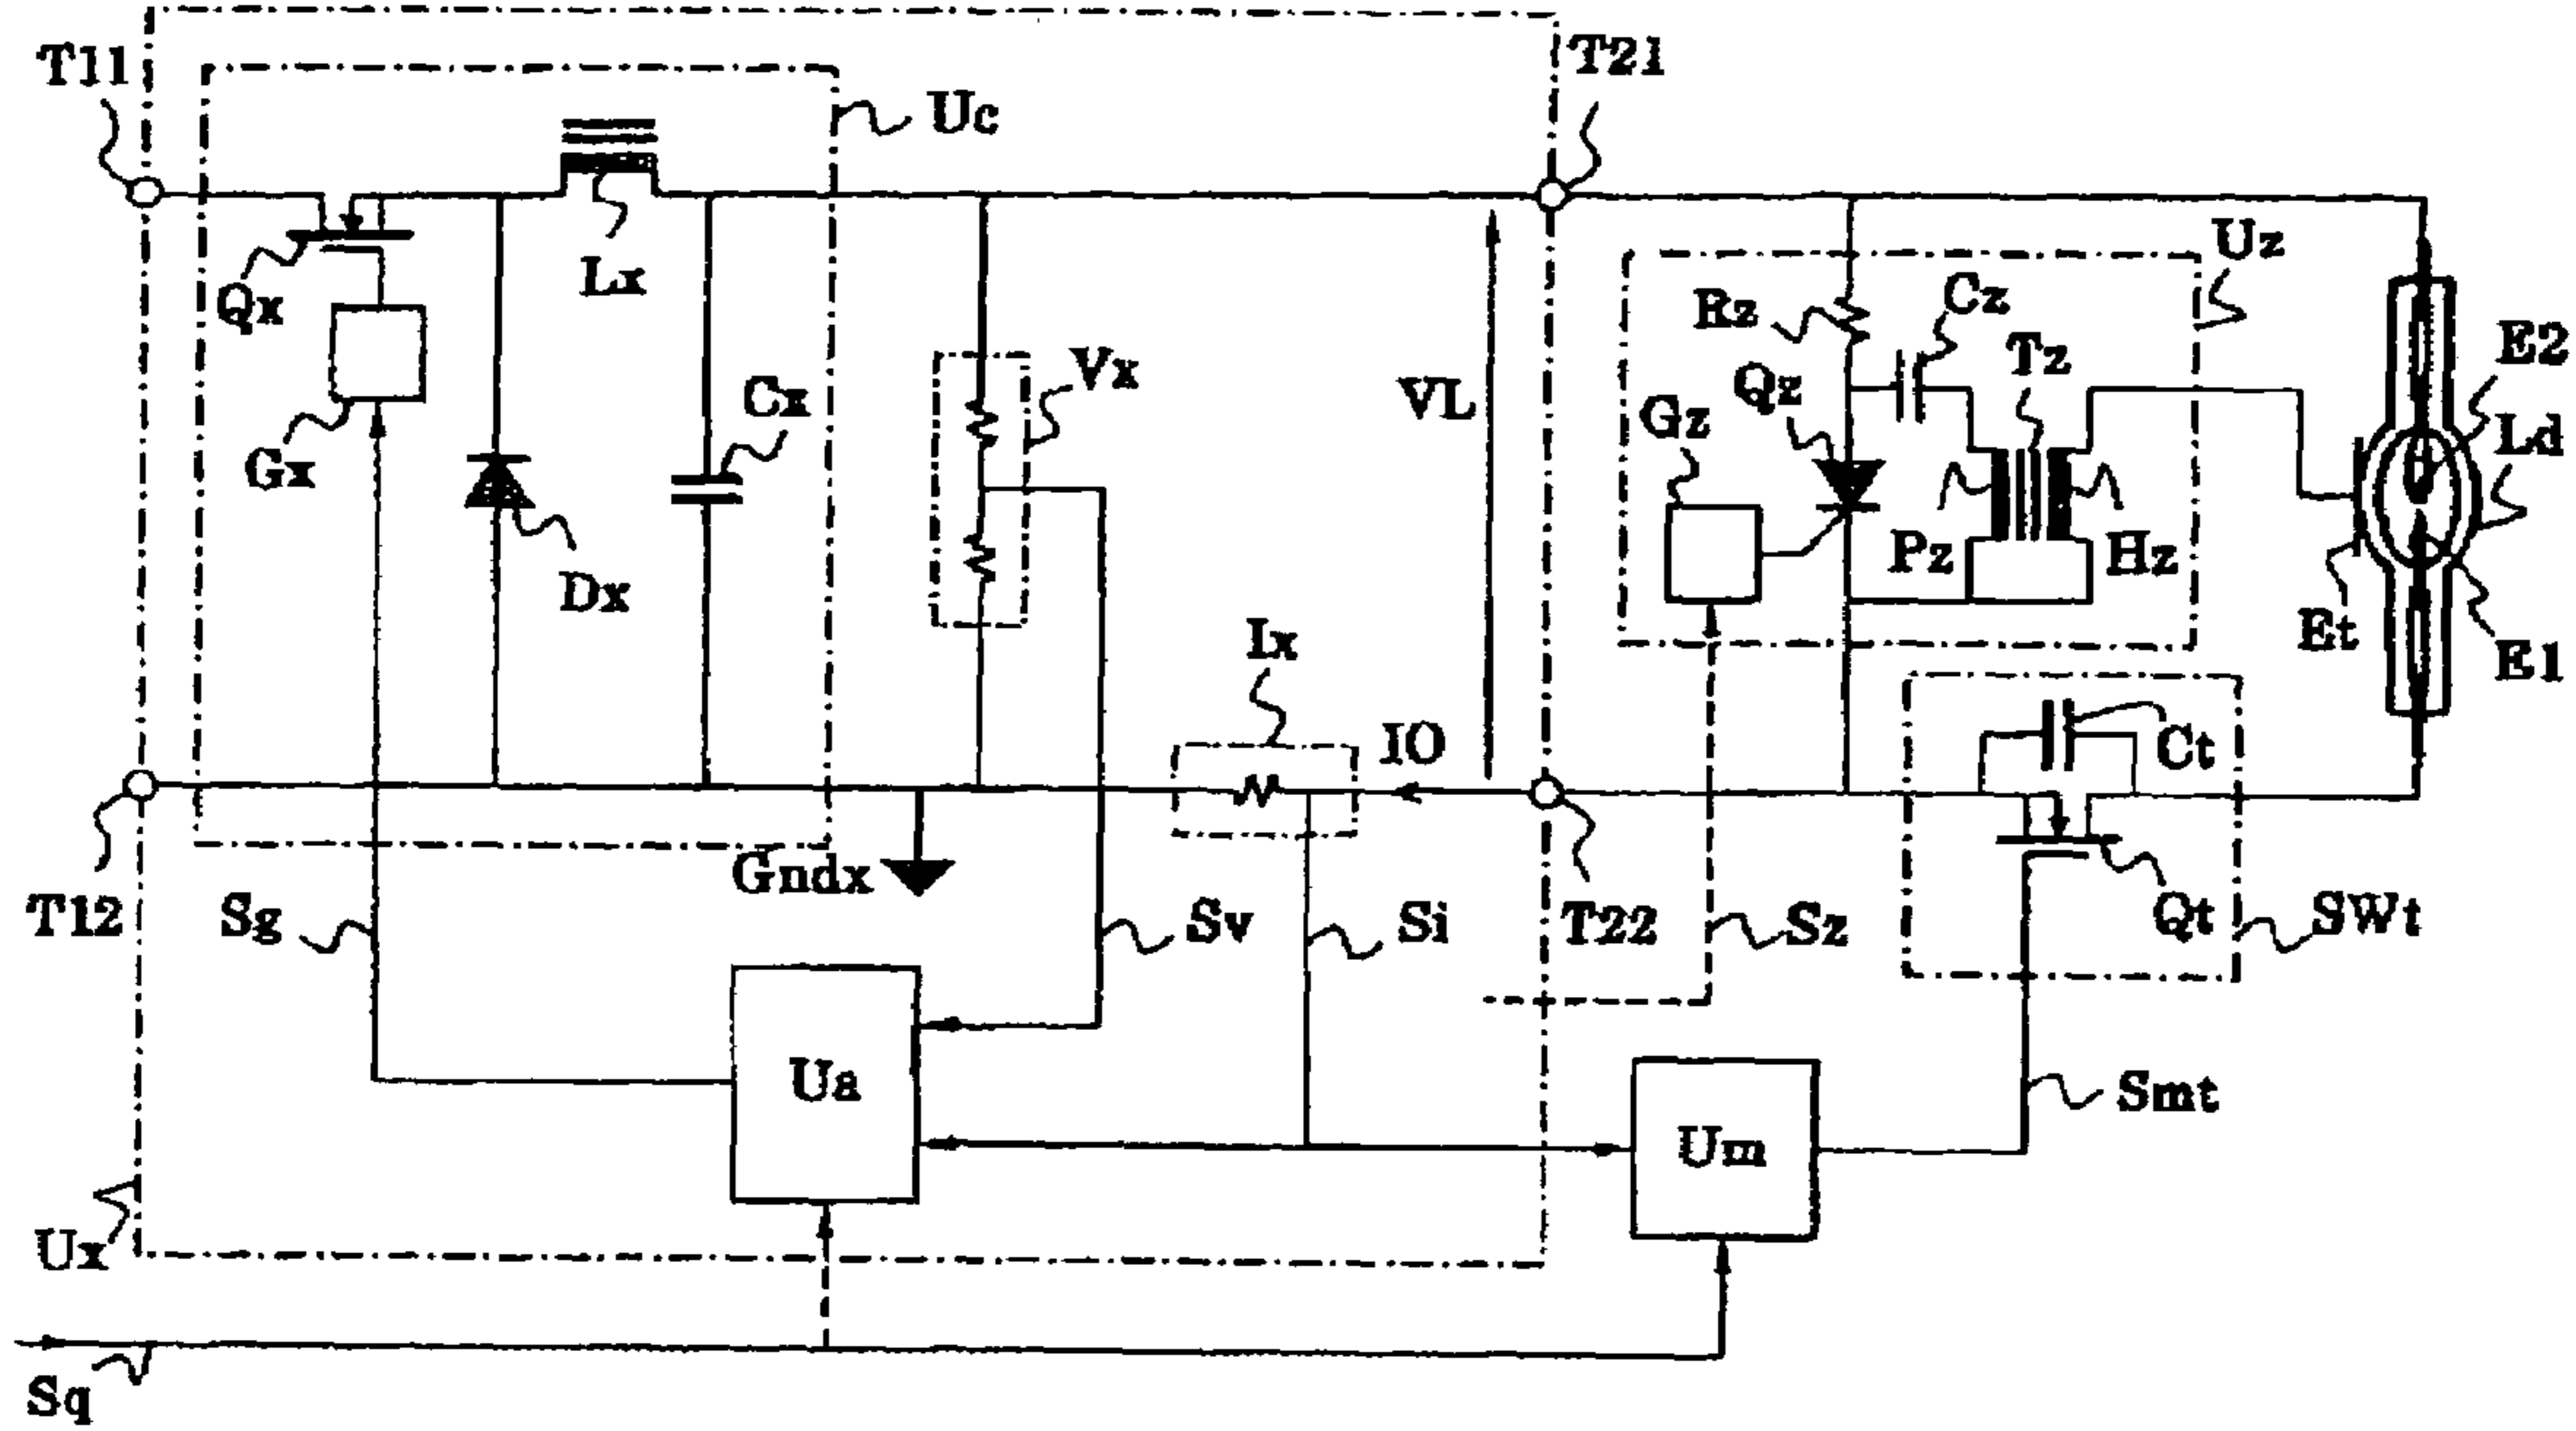 T11
T21
Uc
Uz
Lx
Qx
Rz
Cz
Tz
E2
Vx
VL
Qz
Gz
Cx
Ld
Gx
Dx
Pz
Hz
Et
E1
Ix
IO
Ct
Gndx
T12
Sg
Sv
Si
T22
Sz
Qt
SWt
Ua
Um
Smt
Ux
Sq